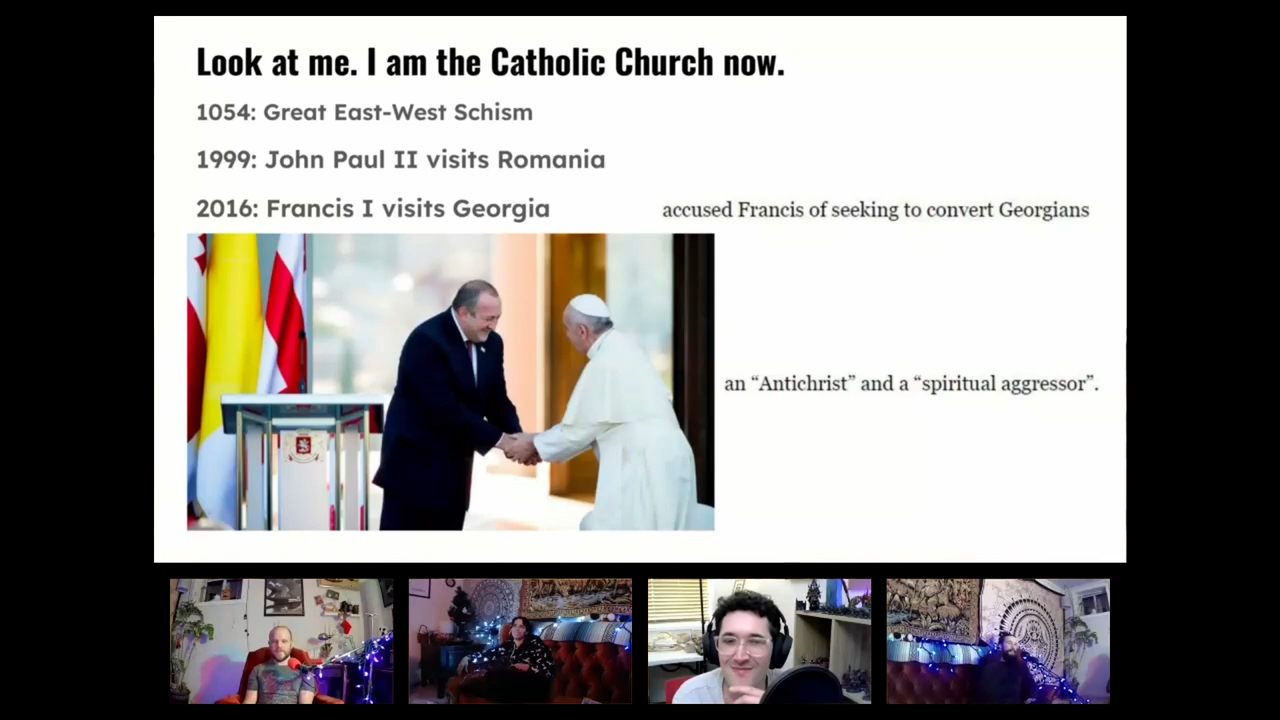 Look at me. I am the Catholic Church now.
1054: Great East-West Schism
1999: John Paul II visits Romania
2016: Francis I visits Georgia
accused Francis of seeking to convert Georgians
an “Antichrist” and a “spiritual aggressor”.